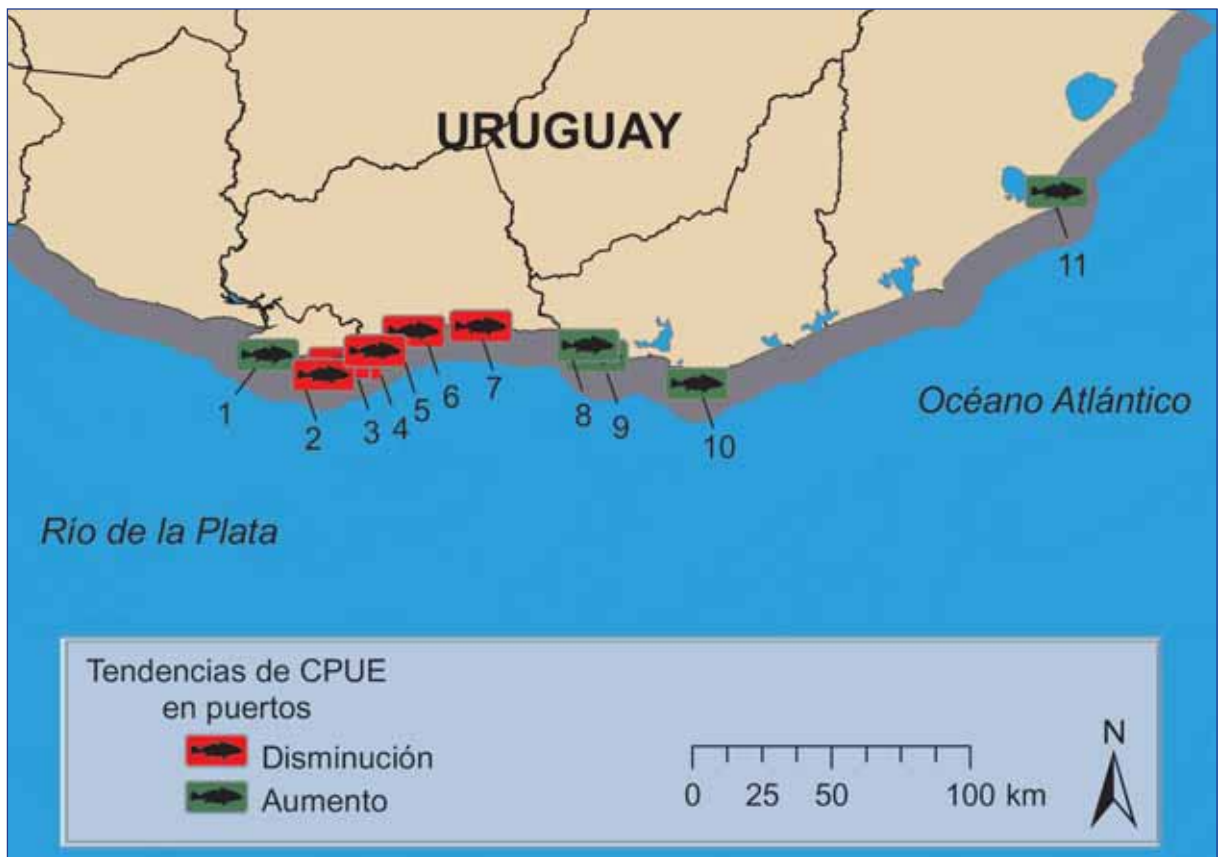 URUGUAY
11
1
2
3
4
5
6
7
8
9
10
Océano Atlántico
Río de la Plata
Tendencias de CPUE
en puertos
Disminución
Aumento
0 25 50 100 km
N